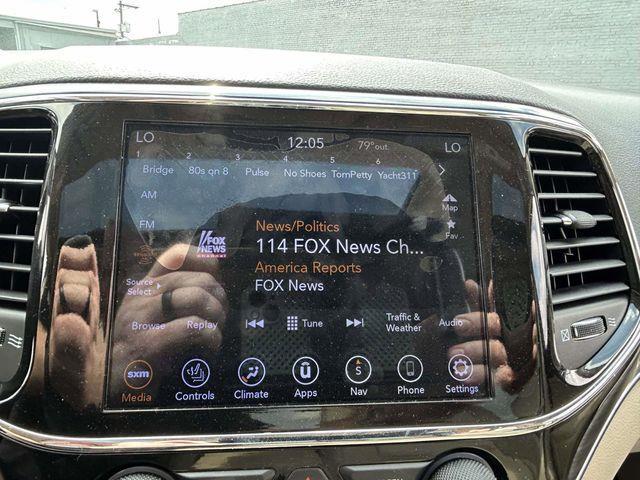 LO 12:05 79° out. LO
1 2 3 4 5 6
Bridge 80s on 8 Pulse No Shoes TomPetty Yacht311
AM
Map
FM
Fav
News/Politics
FOX NEWS channel
114 FOX News Ch...
America Reports
Source Select
FOX News
Browse Replay Tune Traffic & Weather Audio
sxm
S
Media Controls Climate Apps Nav Phone Settings